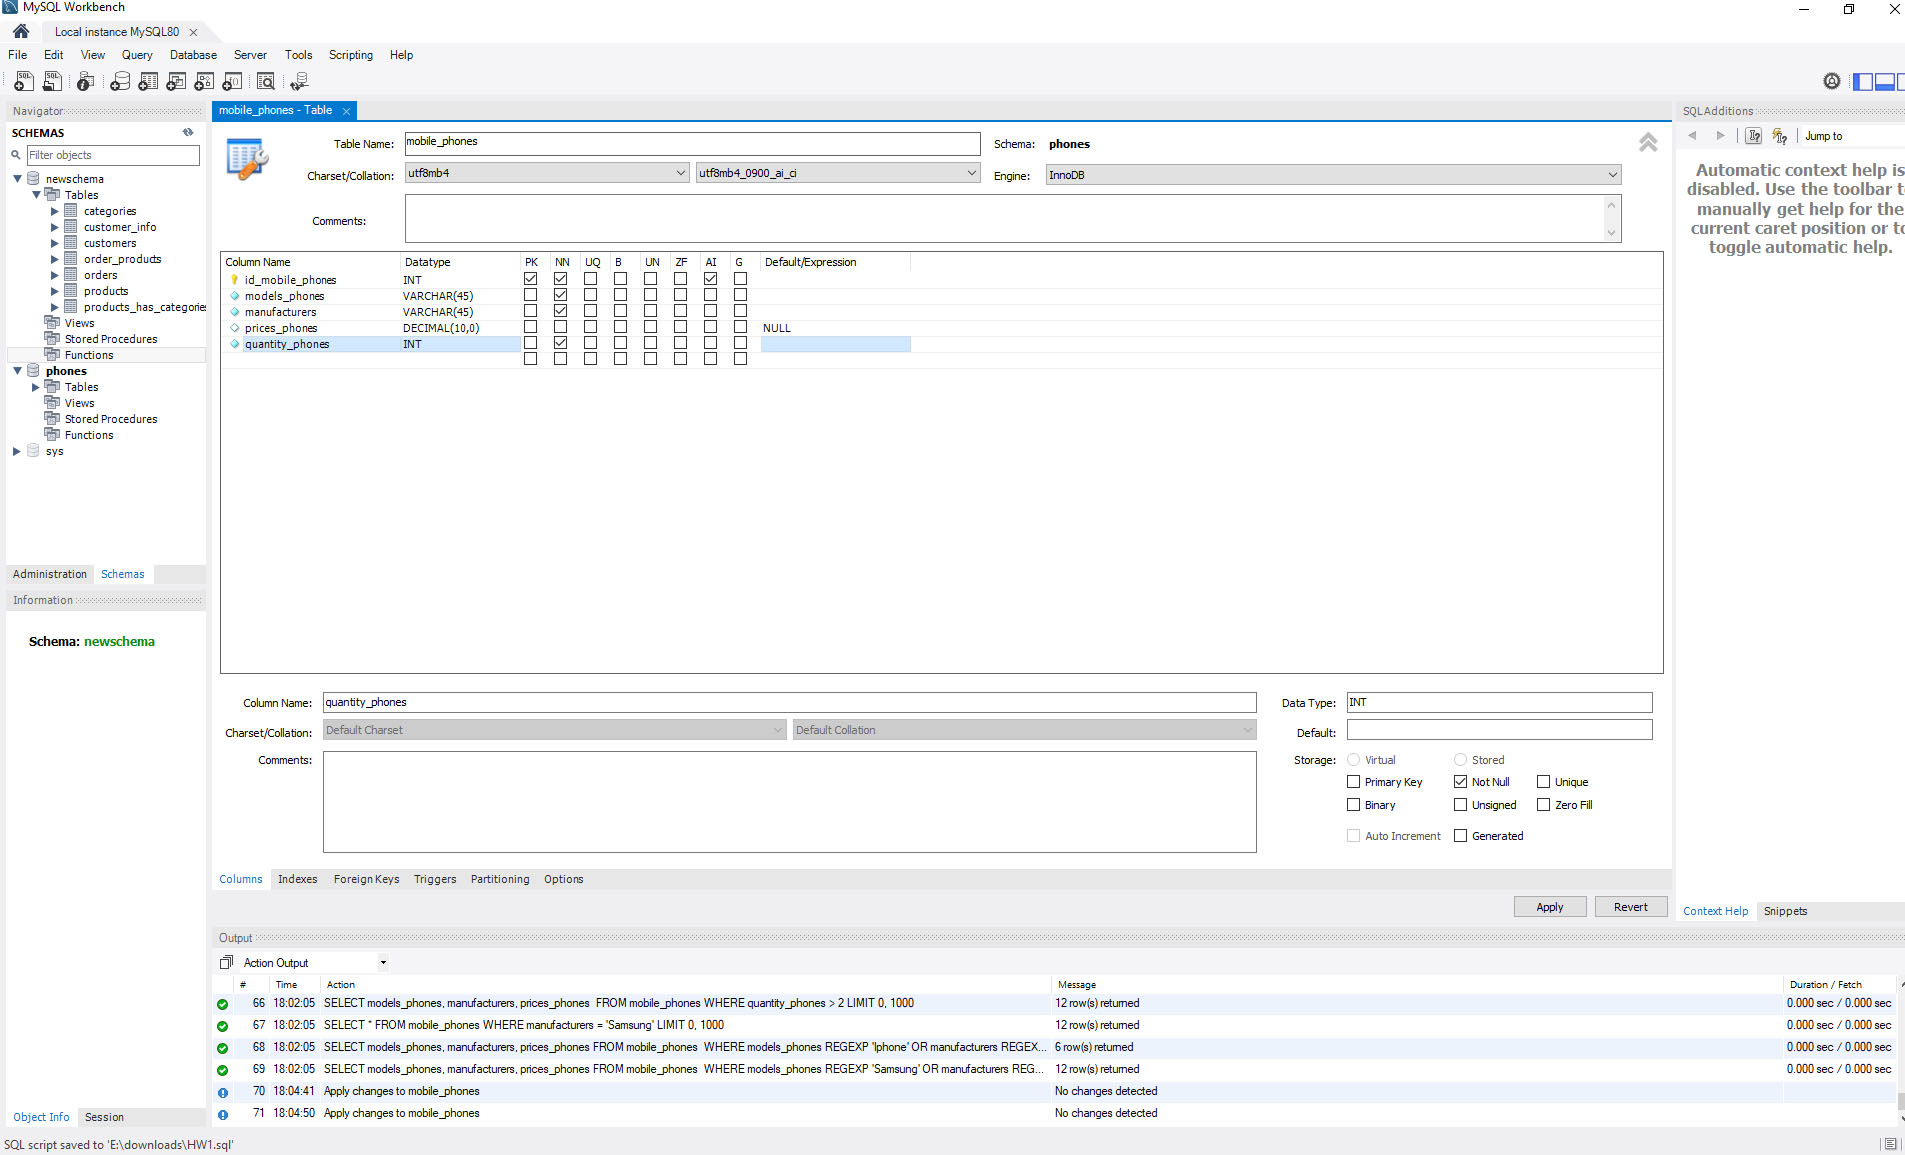 MySQL Workbench
Local instance MySQL80
File Edit View Query Database Server Tools Scripting Help
Navigator
SCHEMAS
Filter objects
newschema
Tables
categories
customer_info
customers
order_products
orders
products
products_has_categorie
Views
Stored Procedures
Functions
phones
Tables
Views
Stored Procedures
Functions
sys
Administration Schemas
Information
Schema: newschema
Object Info Session
mobile_phones - Table
Table Name: mobile_phones Schema: phones
Charset/Collation: utf8mb4 utf8mb4_0900_ai_ci Engine: InnoDB
Comments:
Column Name Datatype PK NN UQ B UN ZF AI G Default/Expression
id_mobile_phones INT
models_phones VARCHAR(45)
manufacturers VARCHAR(45)
prices_phones DECIMAL(10,0) NULL
quantity_phones INT
Column Name: quantity_phones Data Type: INT
Charset/Collation: Default Charset Default Collation Default:
Comments: Storage: Virtual Stored
Primary Key Not Null Unique
Binary Unsigned Zero Fill
Auto Increment Generated
Columns Indexes Foreign Keys Triggers Partitioning Options
Apply Revert
SQLAdditions
Jump to
Automatic context help is
disabled. Use the toolbar t
manually get help for the
current caret position or to
toggle automatic help.
Context Help Snippets
Output
Action Output
# Time Action Message Duration / Fetch
66 18:02:05 SELECT models_phones, manufacturers, prices_phones FROM mobile_phones WHERE quantity_phones > 2 LIMIT 0, 1000 12 row(s) returned 0.000 sec / 0.000 sec
67 18:02:05 SELECT * FROM mobile_phones WHERE manufacturers = 'Samsung' LIMIT 0, 1000 12 row(s) returned 0.000 sec / 0.000 sec
68 18:02:05 SELECT models_phones, manufacturers, prices_phones FROM mobile_phones WHERE models_phones REGEXP 'Iphone' OR manufacturers REGEX... 6 row(s) returned 0.000 sec / 0.000 sec
69 18:02:05 SELECT models_phones, manufacturers, prices_phones FROM mobile_phones WHERE models_phones REGEXP 'Samsung' OR manufacturers REG... 12 row(s) returned 0.000 sec / 0.000 sec
70 18:04:41 Apply changes to mobile_phones No changes detected
71 18:04:50 Apply changes to mobile_phones No changes detected
SQL script saved to 'E:\downloads\HW1.sql'